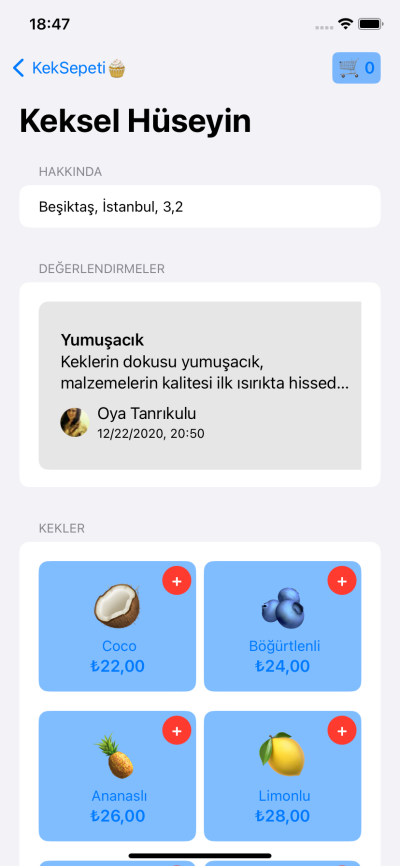 18:47
KekSepeti
0
Keksel Hüseyin
HAKKINDA
Beşiktaş, İstanbul, 3,2
DEĞERLENDİRMELER
Yumuşacık
Keklerin dokusu yumuşacık,
malzemelerin kalitesi ilk ısırıkta hissed...
Oya Tanrıkulu
12/22/2020, 20:50
KEKLER
+
+
Coco
Böğürtlenli
₺22,00
₺24,00
+
+
Ananaslı
Limonlu
₺26,00
₺28,00